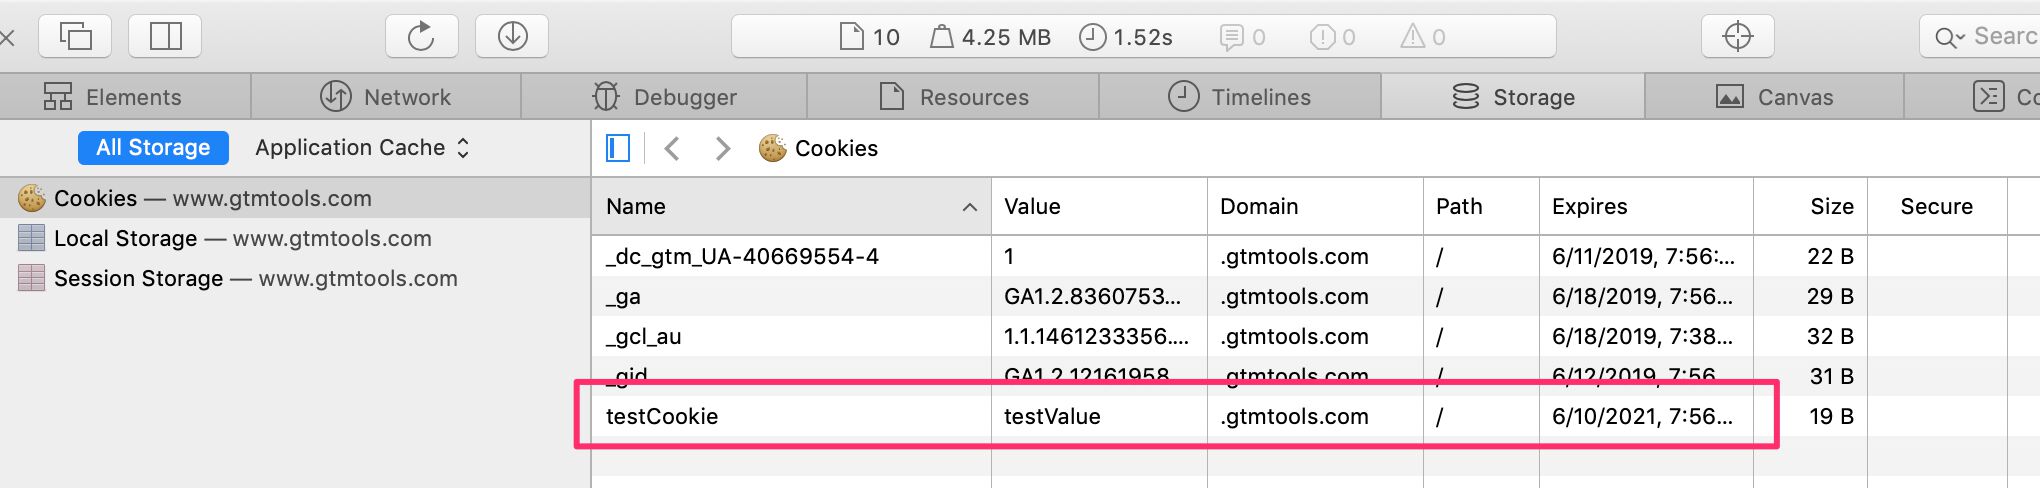 10 4.25 MB 1.52s 0 0 0 Searc
Elements Network Debugger Resources Timelines Storage Canvas Co
All Storage Application Cache Cookies
Cookies — www.gtmtools.com
Local Storage — www.gtmtools.com
Session Storage — www.gtmtools.com
Name Value Domain Path Expires Size Secure
_dc_gtm_UA-40669554-4 1 .gtmtools.com / 6/11/2019, 7:56:... 22 B
_ga GA1.2.8360753... .gtmtools.com / 6/18/2019, 7:56... 29 B
_gcl_au 1.1.1461233356.... .gtmtools.com / 6/18/2019, 7:38... 32 B
_gid GA1.2.12161958... .gtmtools.com / 6/12/2019, 7:56... 31 B
testCookie testValue .gtmtools.com / 6/10/2021, 7:56... 19 B